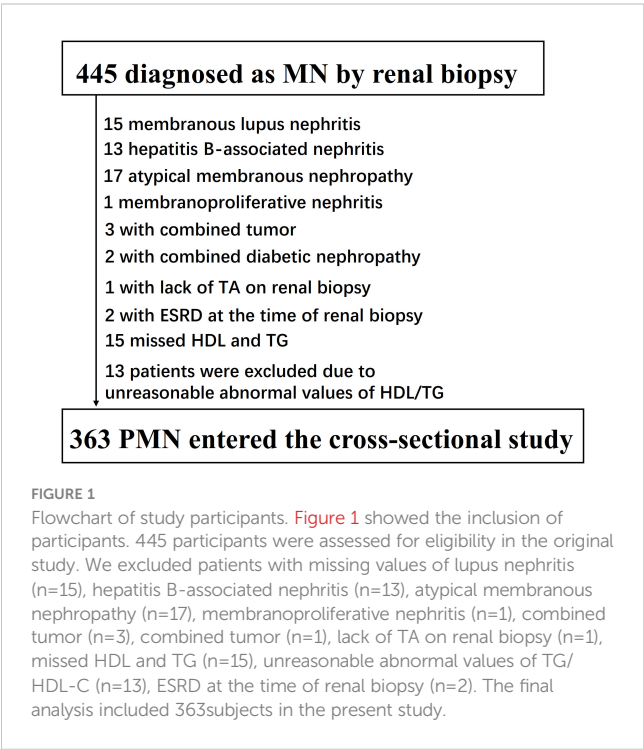 445 diagnosed as MN by renal biopsy
15 membranous lupus nephritis
13 hepatitis B-associated nephritis
17 atypical membranous nephropathy
1 membranoproliferative nephritis
3 with combined tumor
2 with combined diabetic nephropathy
1 with lack of TA on renal biopsy
2 with ESRD at the time of renal biopsy
15 missed HDL and TG
13 patients were excluded due to
unreasonable abnormal values of HDL/TG
363 PMN entered the cross-sectional study
FIGURE 1
Flowchart of study participants. Figure 1 showed the inclusion of
participants. 445 participants were assessed for eligibility in the original
study. We excluded patients with missing values of lupus nephritis
(n=15), hepatitis B-associated nephritis (n=13), atypical membranous
nephropathy (n=17), membranoproliferative nephritis (n=1), combined
tumor (n=3), combined tumor (n=1), lack of TA on renal biopsy (n=1),
missed HDL and TG (n=15), unreasonable abnormal values of TG/
HDL-C (n=13), ESRD at the time of renal biopsy (n=2). The final
analysis included 363subjects in the present study.